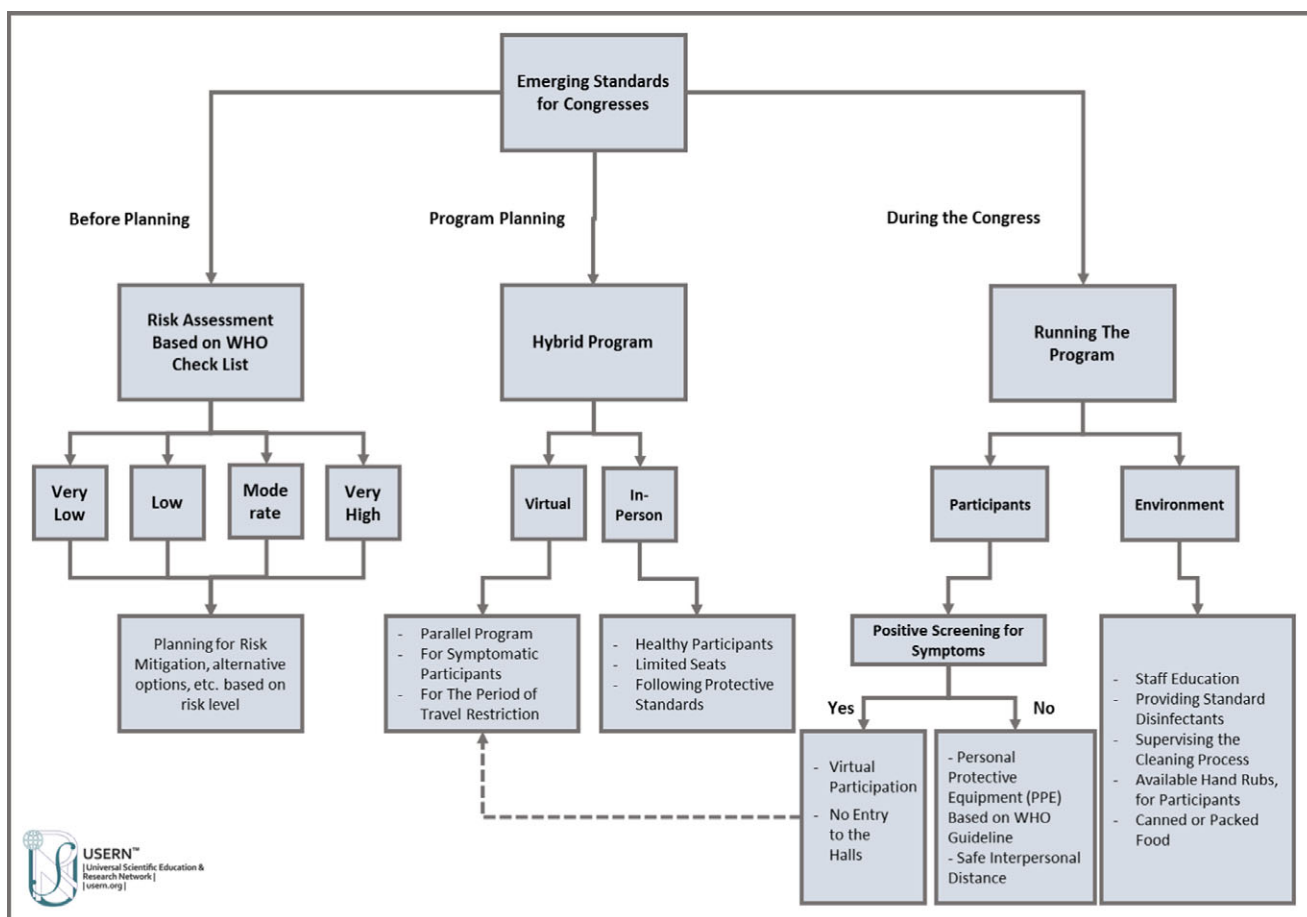 Emerging Standards
for Congresses
Before Planning
Program Planning
During the Congress
Risk Assessment
Based on WHO
Check List
Hybrid Program
Running The
Program
Very
Low
Low
Mode
rate
Very
High
Virtual
In-
Person
Participants
Environment
Planning for Risk
Mitigation, alternative
options, etc. based on
risk level
- Parallel Program
- For Symptomatic
Participants
- For The Period of
Travel Restriction
- Healthy Participants
- Limited Seats
- Following Protective
Standards
Positive Screening for
Symptoms
Yes
No
- Virtual
Participation
- No Entry
to the
Halls
- Personal
Protective
Equipment (PPE)
Based on WHO
Guideline
- Safe Interpersonal
Distance
- Staff Education
- Providing Standard
Disinfectants
- Supervising the
Cleaning Process
- Available Hand Rubs,
for Participants
- Canned or Packed
Food
USERN™
| Universal Scientific Education &
Research Network |
| usern.org |